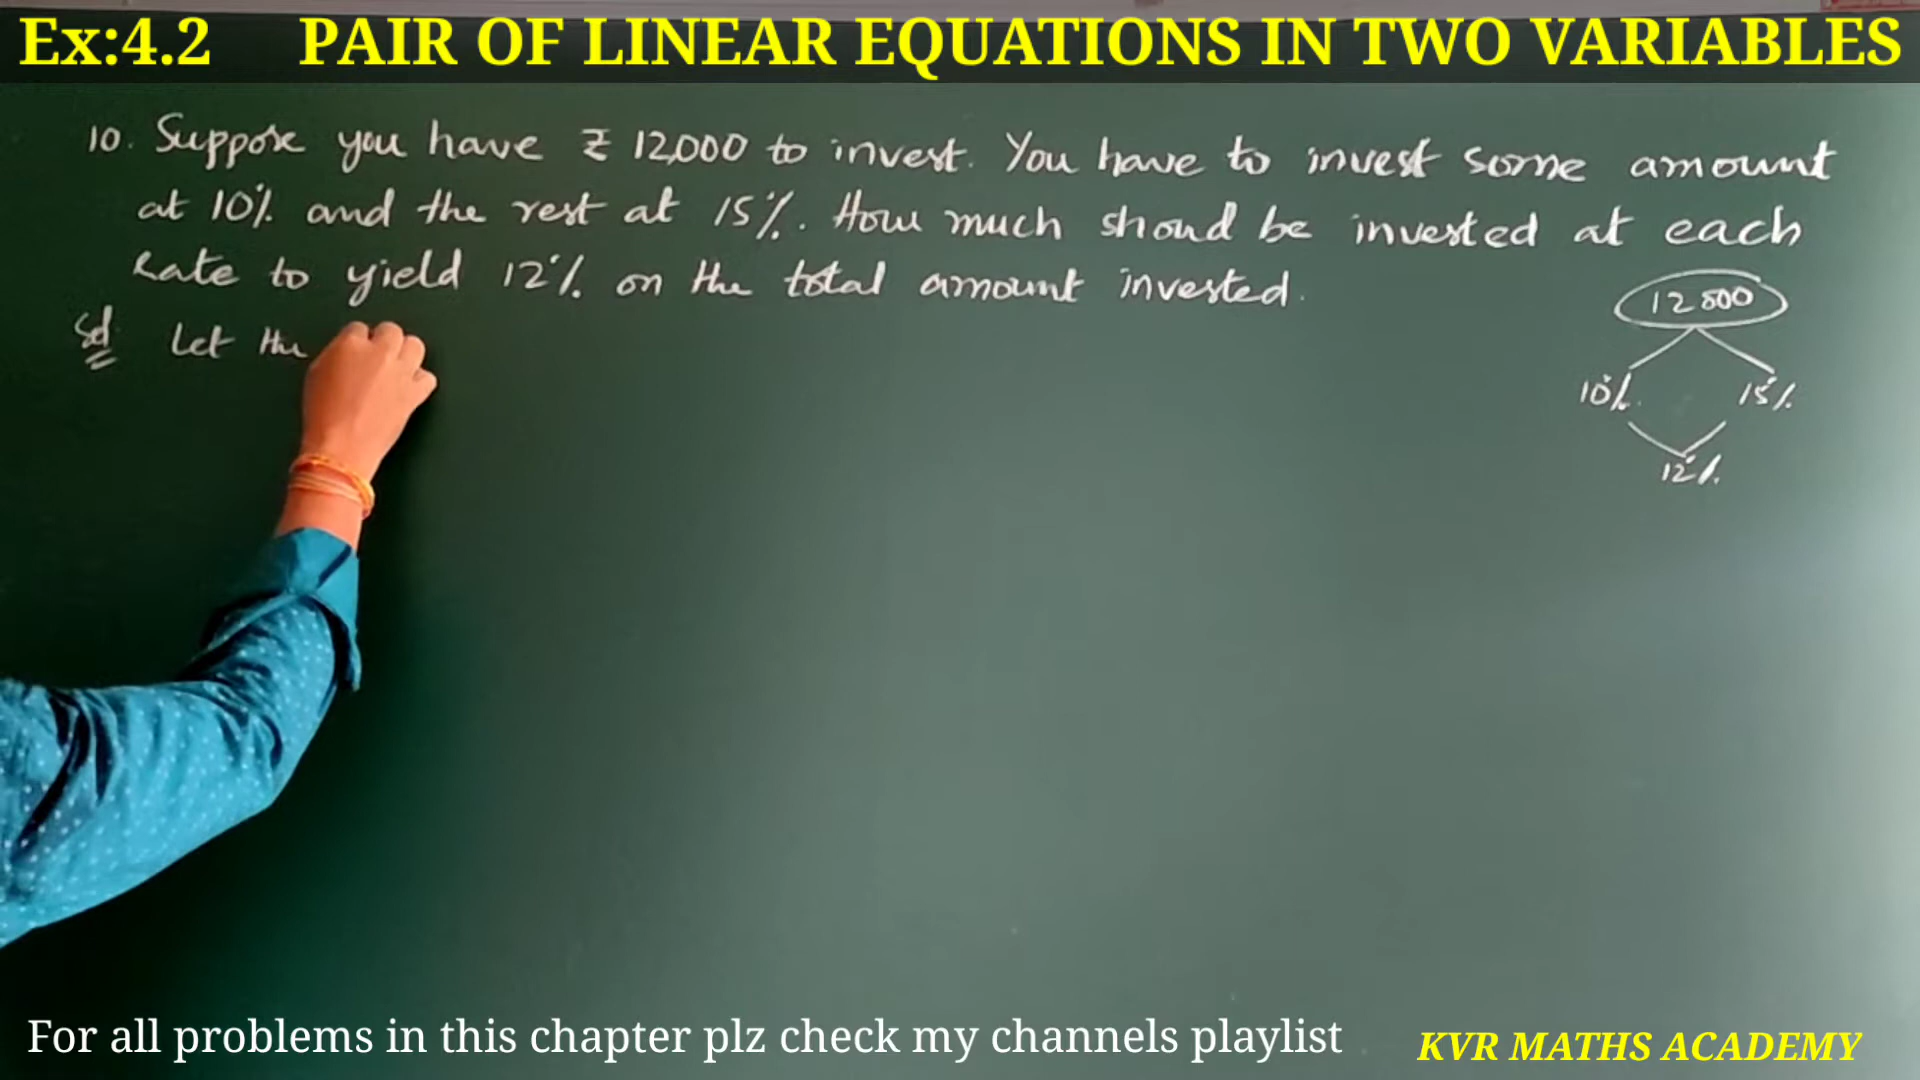 Ex:4.2 PAIR OF LINEAR EQUATIONS IN TWO VARIABLES
10. Suppose you have ₹ 12,000 to invest. You have to invest some amount
at 10% and the rest at 15%. How much should be invested at each
rate to yield 12% on the total amount invested.
12000
Sol Let the
10% 15%
12%
For all problems in this chapter plz check my channels playlist
KVR MATHS ACADEMY